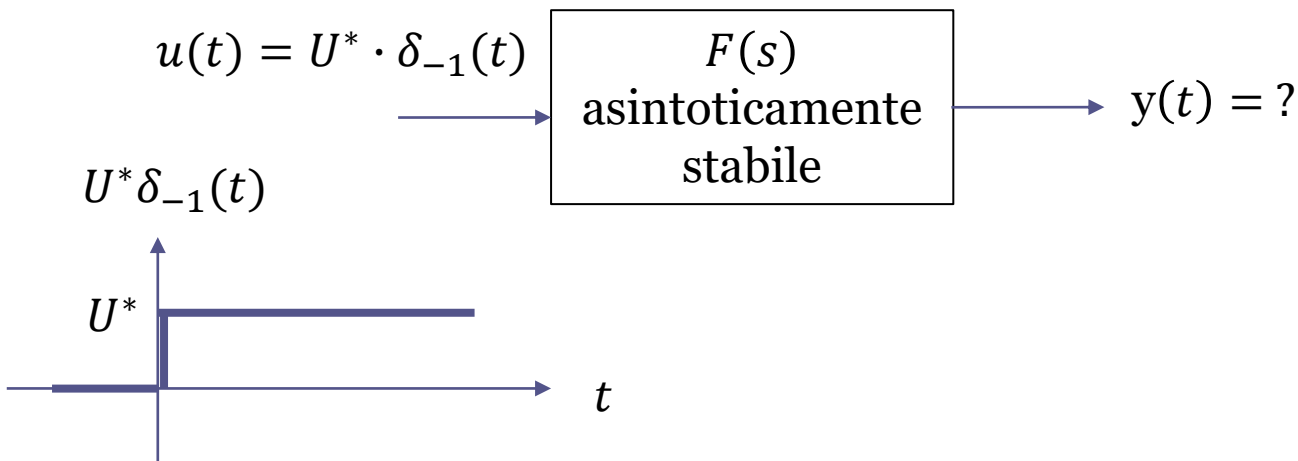 u(t) = U* · δ₋₁(t)
F(s)
asintoticamente
stabile
y(t) = ?
U*δ₋₁(t)
U*
t